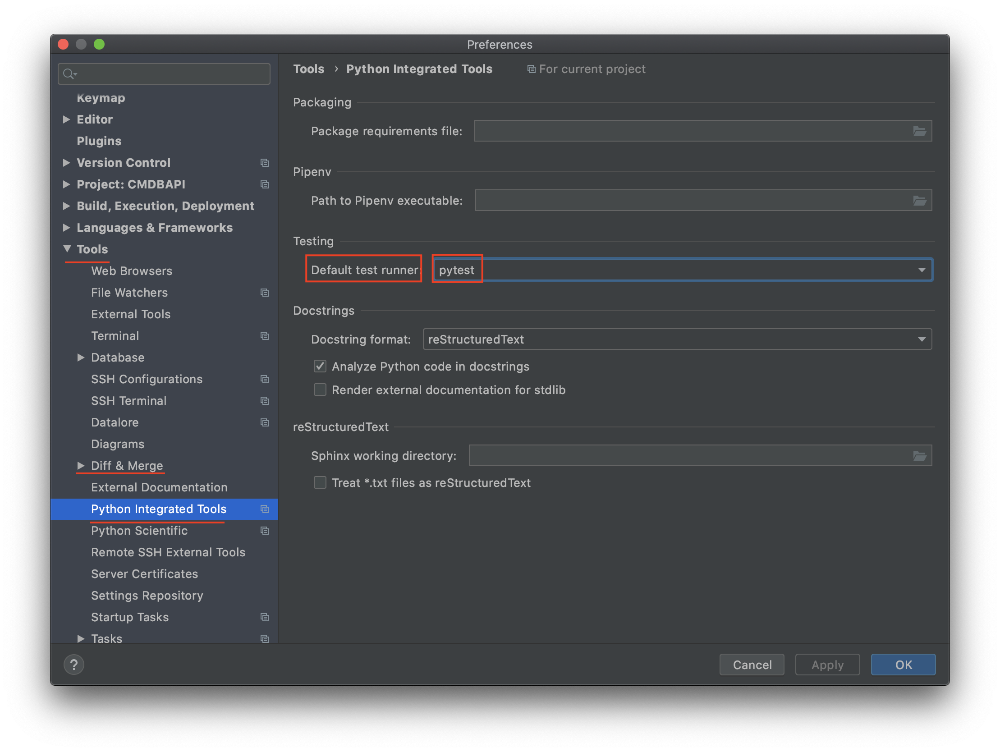 Preferences
Keymap
Editor
Plugins
Version Control
Project: CMDBAPI
Build, Execution, Deployment
Languages & Frameworks
Tools
Web Browsers
File Watchers
External Tools
Terminal
Database
SSH Configurations
SSH Terminal
Datalore
Diagrams
Diff & Merge
External Documentation
Python Integrated Tools
Python Scientific
Remote SSH External Tools
Server Certificates
Settings Repository
Startup Tasks
Tasks
Tools › Python Integrated Tools For current project
Packaging
Package requirements file:
Pipenv
Path to Pipenv executable:
Testing
Default test runner: pytest
Docstrings
Docstring format: reStructuredText
Analyze Python code in docstrings
Render external documentation for stdlib
reStructuredText
Sphinx working directory:
Treat *.txt files as reStructuredText
? Cancel Apply OK